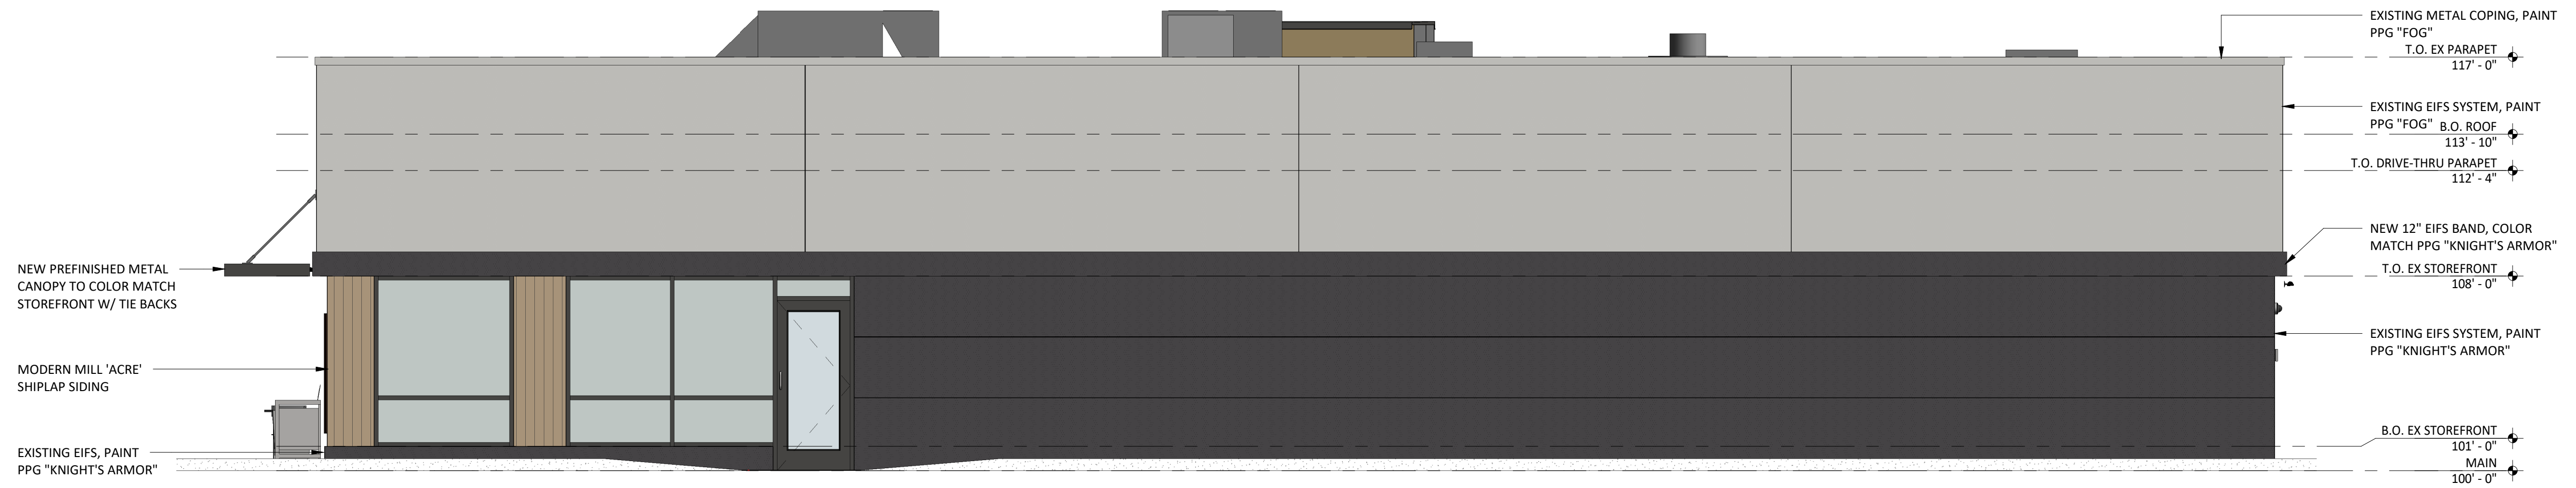 EXISTING METAL COPING, PAINT
PPG "FOG"
T.O. EX PARAPET
117' - 0"
EXISTING EIFS SYSTEM, PAINT
PPG "FOG"
B.O. ROOF
113' - 10"
T.O. DRIVE-THRU PARAPET
112' - 4"
NEW 12" EIFS BAND, COLOR
MATCH PPG "KNIGHT'S ARMOR"
T.O. EX STOREFRONT
108' - 0"
EXISTING EIFS SYSTEM, PAINT
PPG "KNIGHT'S ARMOR"
B.O. EX STOREFRONT
101' - 0"
MAIN
100' - 0"
NEW PREFINISHED METAL
CANOPY TO COLOR MATCH
STOREFRONT W/ TIE BACKS
MODERN MILL 'ACRE'
SHIPLAP SIDING
EXISTING EIFS, PAINT
PPG "KNIGHT'S ARMOR"